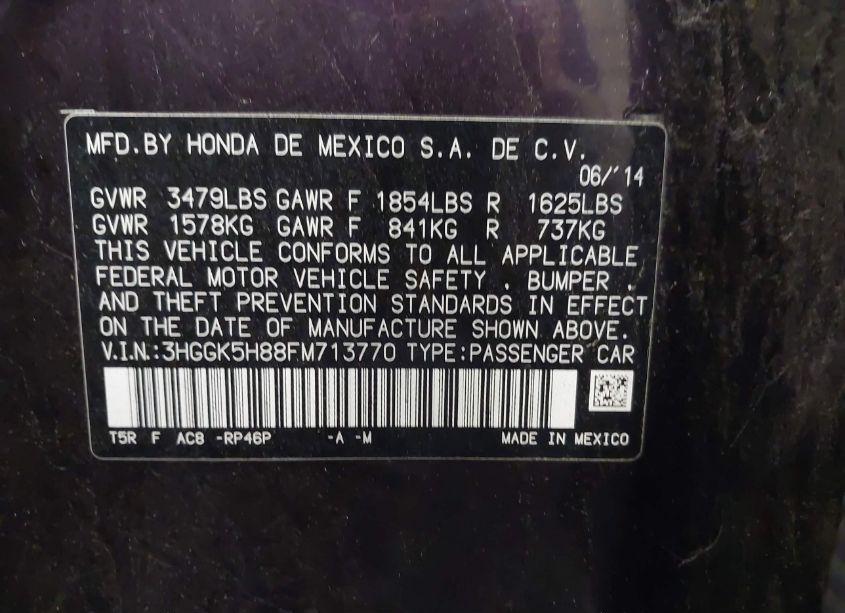 MFD.BY HONDA DE MEXICO S.A. DE C.V.
06/'14
GVWR 3479LBS GAWR F 1854LBS R 1625LBS
GVWR 1578KG GAWR F 841KG R 737KG
THIS VEHICLE CONFORMS TO ALL APPLICABLE
FEDERAL MOTOR VEHICLE SAFETY , BUMPER ,
AND THEFT PREVENTION STANDARDS IN EFFECT
ON THE DATE OF MANUFACTURE SHOWN ABOVE.
V.I.N.:3HGGK5H88FM713770 TYPE:PASSENGER CAR
T5R F AC8 -RP46P -A -M MADE IN MEXICO